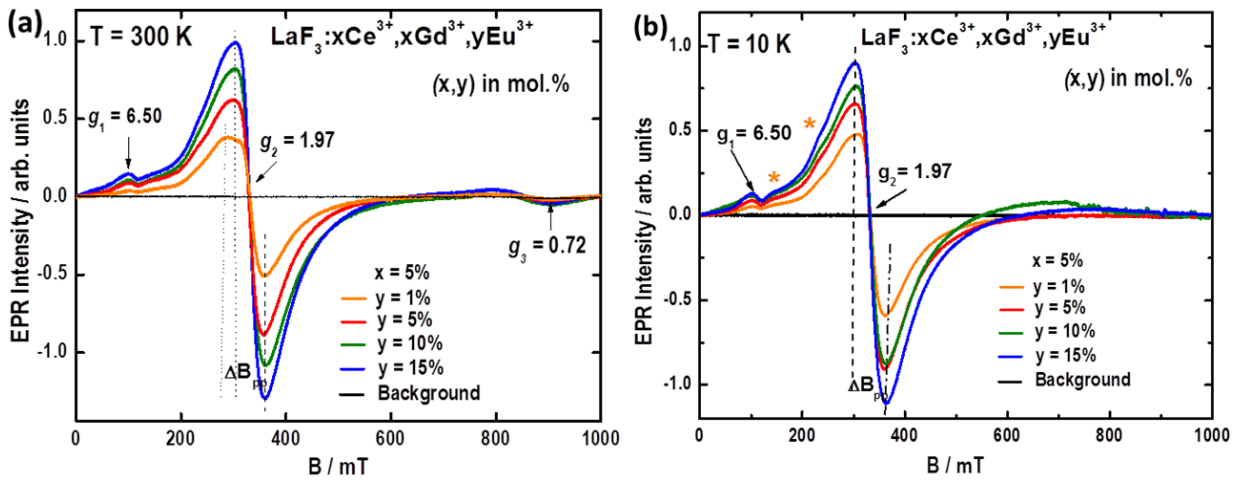 (a)
T = 300 K
LaF3:xCe3+,xGd3+,yEu3+
(x,y) in mol.%
g1 = 6.50
g2 = 1.97
g3 = 0.72
x = 5%
y = 1%
y = 5%
y = 10%
y = 15%
Background
ΔBpp
EPR Intensity / arb. units
1.0
0.5
0.0
-0.5
-1.0
0
200
400
600
800
1000
B / mT
(b)
T = 10 K
LaF3:xCe3+,xGd3+,yEu3+
(x,y) in mol.%
*
*
g1 = 6.50
g2 = 1.97
x = 5%
y = 1%
y = 5%
y = 10%
y = 15%
Background
ΔBp
EPR Intensity / arb. units
1.0
0.5
0.0
-0.5
-1.0
0
200
400
600
800
1000
B / mT